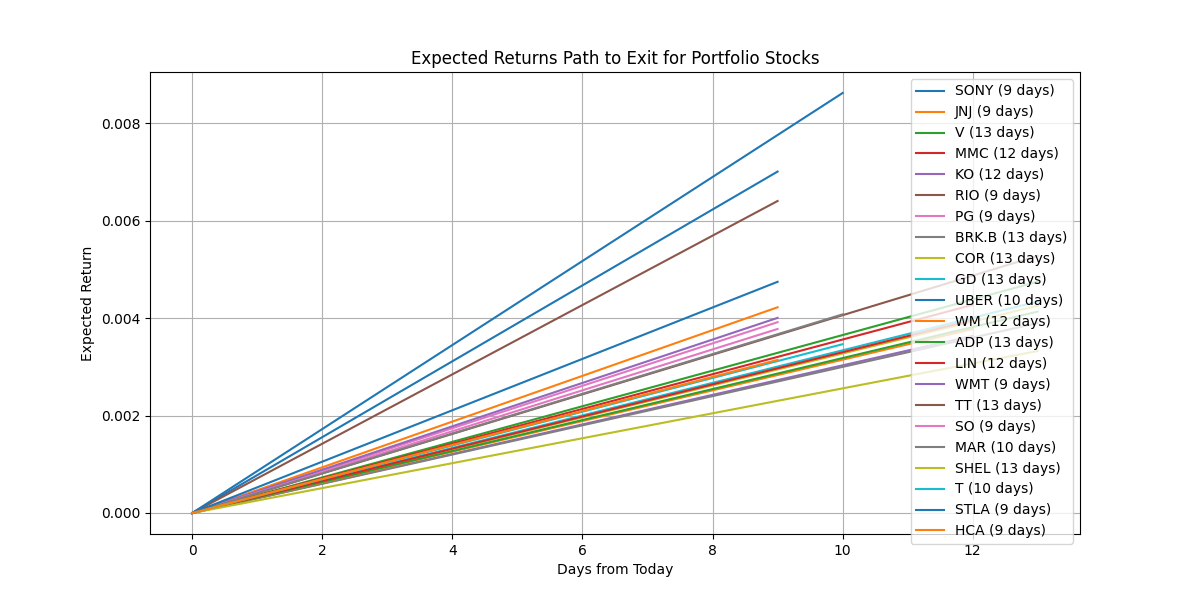 Expected Returns Path to Exit for Portfolio Stocks
Expected Return
0.008
0.006
0.004
0.002
0.000
0
2
4
6
8
10
12
Days from Today
SONY (9 days)
JNJ (9 days)
V (13 days)
MMC (12 days)
KO (12 days)
RIO (9 days)
PG (9 days)
BRK.B (13 days)
COR (13 days)
GD (13 days)
UBER (10 days)
WM (12 days)
ADP (13 days)
LIN (12 days)
WMT (9 days)
TT (13 days)
SO (9 days)
MAR (10 days)
SHEL (13 days)
T (10 days)
STLA (9 days)
HCA (9 days)